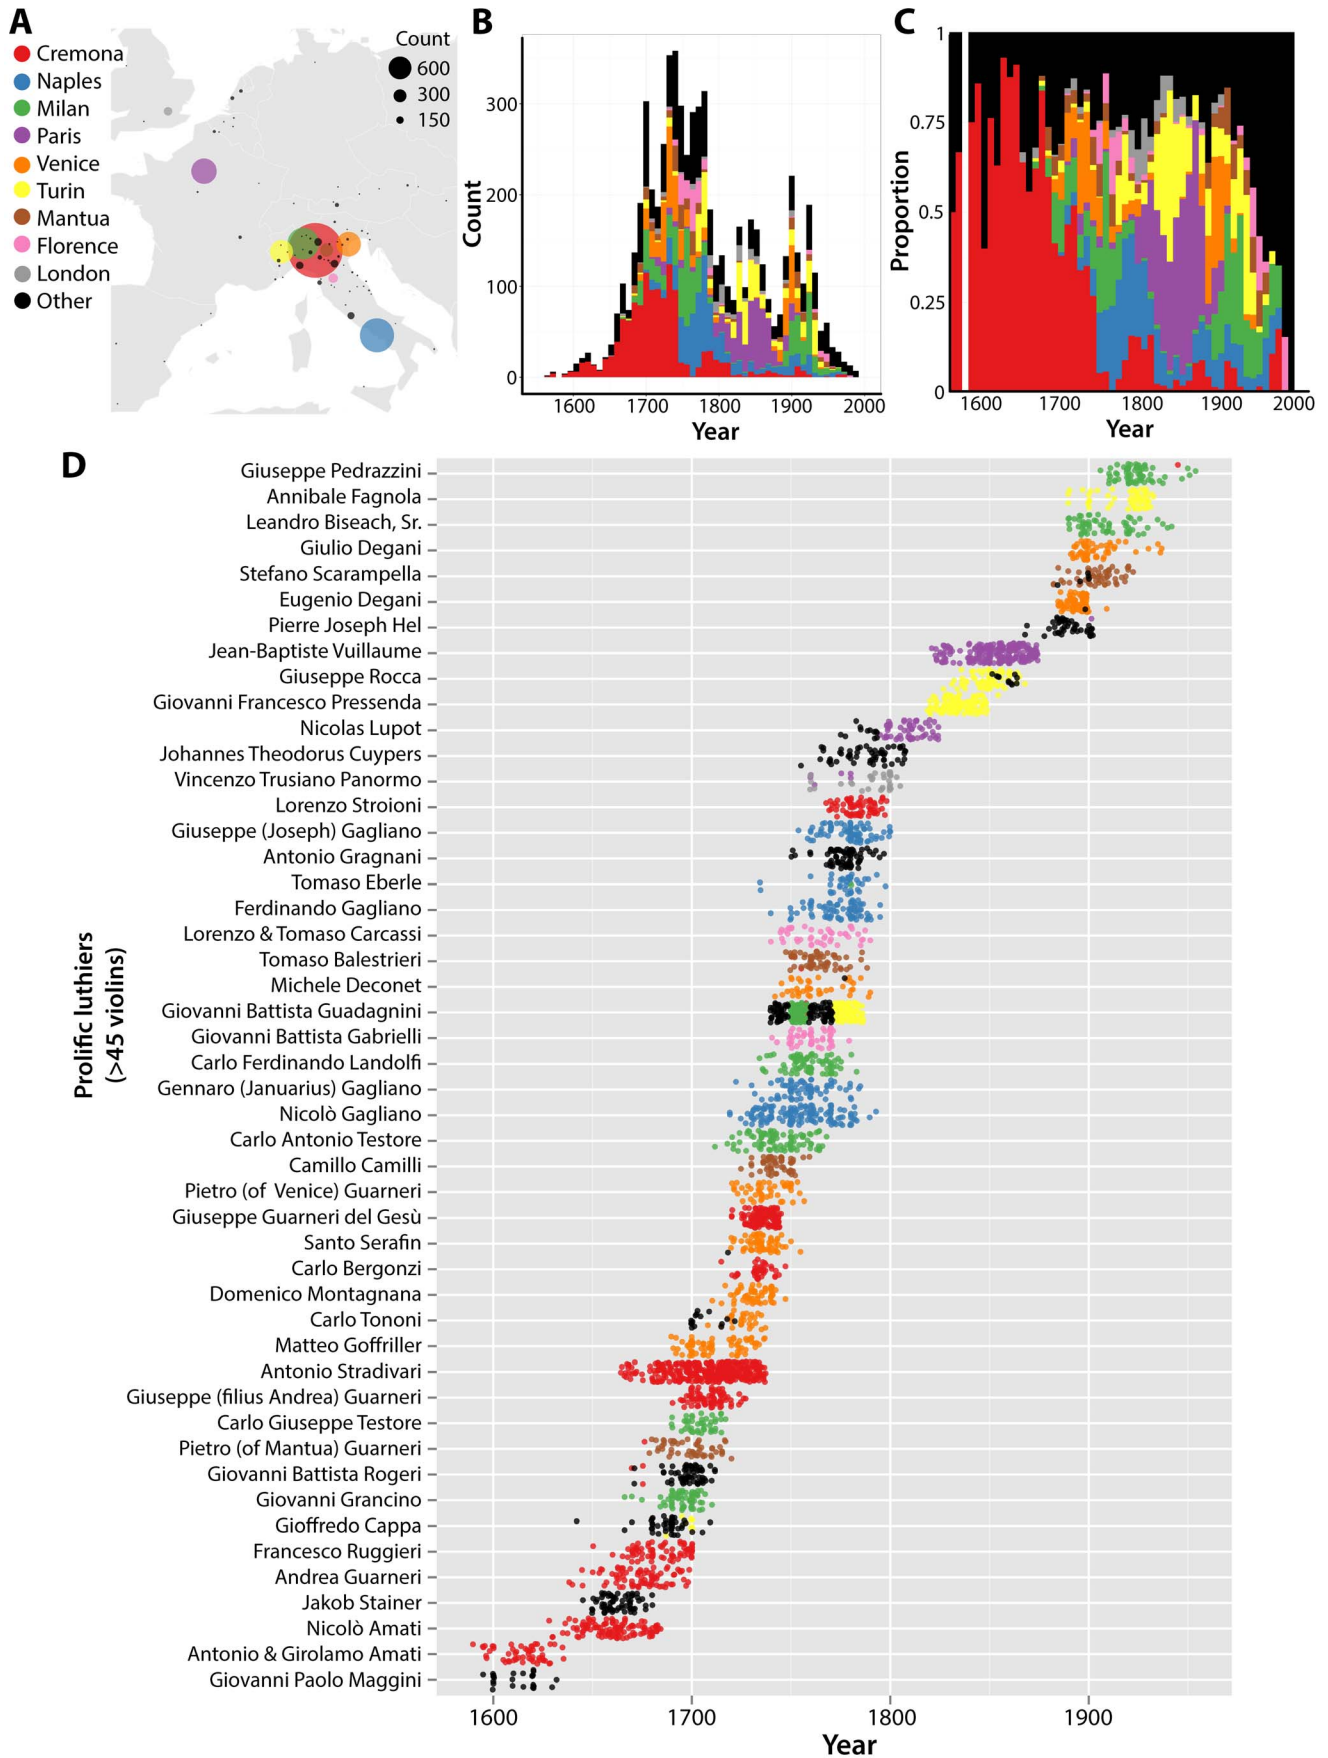 A
Cremona
Naples
Milan
Paris
Venice
Turin
Mantua
Florence
London
Other
Count
600
300
150
B
Count
300
200
100
0
1600 1700 1800 1900 2000
Year
C
Proportion
1
0.75
0.5
0.25
0
1600 1700 1800 1900 2000
Year
D
Prolific luthiers
(>45 violins)
Giuseppe Pedrazzini
Annibale Fagnola
Leandro Biseach, Sr.
Giulio Degani
Stefano Scarampella
Eugenio Degani
Pierre Joseph Hel
Jean-Baptiste Vuillaume
Giuseppe Rocca
Giovanni Francesco Pressenda
Nicolas Lupot
Johannes Theodorus Cuypers
Vincenzo Trusiano Panormo
Lorenzo Stroioni
Giuseppe (Joseph) Gagliano
Antonio Gragnani
Tomaso Eberle
Ferdinando Gagliano
Lorenzo & Tomaso Carcassi
Tomaso Balestrieri
Michele Deconet
Giovanni Battista Guadagnini
Giovanni Battista Gabrielli
Carlo Ferdinando Landolfi
Gennaro (Januarius) Gagliano
Nicolò Gagliano
Carlo Antonio Testore
Camillo Camilli
Pietro (of Venice) Guarneri
Giuseppe Guarneri del Gesù
Santo Serafin
Carlo Bergonzi
Domenico Montagnana
Carlo Tononi
Matteo Goffriller
Antonio Stradivari
Giuseppe (filius Andrea) Guarneri
Carlo Giuseppe Testore
Pietro (of Mantua) Guarneri
Giovanni Battista Rogeri
Giovanni Grancino
Gioffredo Cappa
Francesco Ruggieri
Andrea Guarneri
Jakob Stainer
Nicolò Amati
Antonio & Girolamo Amati
Giovanni Paolo Maggini
1600 1700 1800 1900
Year